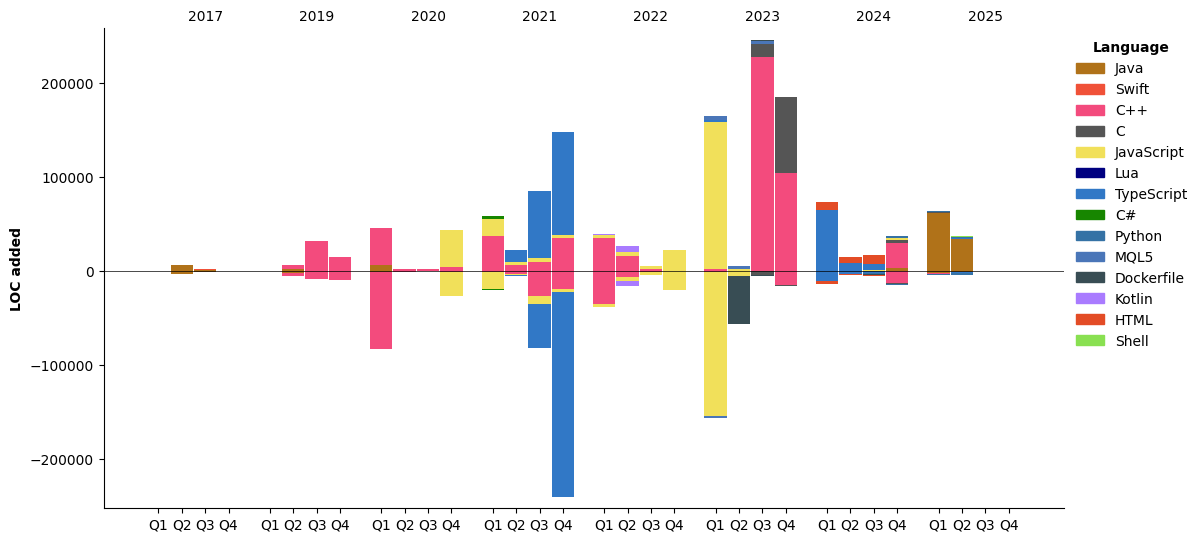 2017 2019 2020 2021 2022 2023 2024 2025
LOC added
200000
100000
0
−100000
−200000
Q1 Q2 Q3 Q4 Q1 Q2 Q3 Q4 Q1 Q2 Q3 Q4 Q1 Q2 Q3 Q4 Q1 Q2 Q3 Q4 Q1 Q2 Q3 Q4 Q1 Q2 Q3 Q4 Q1 Q2 Q3 Q4
Language
Java
Swift
C++
C
JavaScript
Lua
TypeScript
C#
Python
MQL5
Dockerfile
Kotlin
HTML
Shell